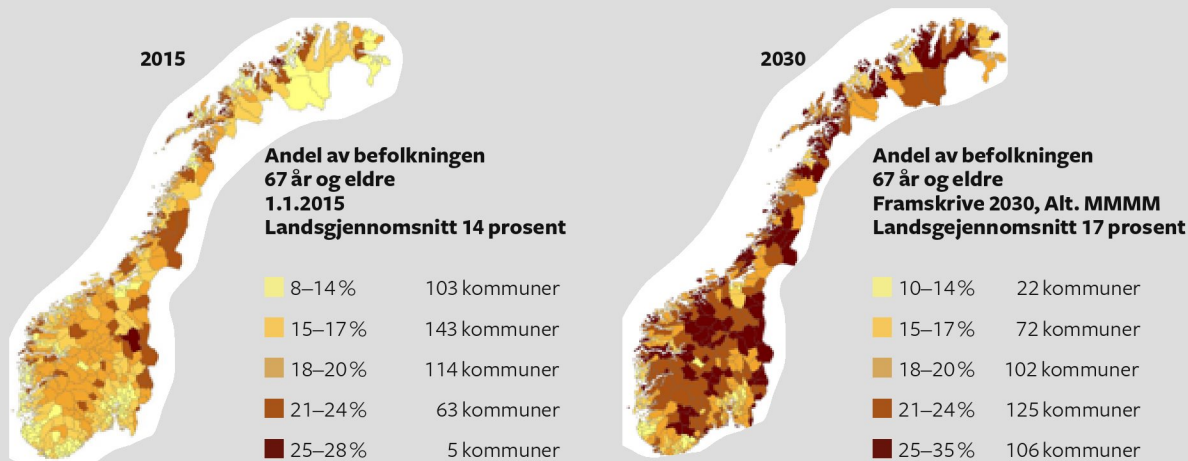 2015
Andel av befolkningen
67 år og eldre
1.1.2015
Landsgjennomsnitt 14 prosent
8–14 % 103 kommuner
15–17 % 143 kommuner
18–20 % 114 kommuner
21–24 % 63 kommuner
25–28 % 5 kommuner
2030
Andel av befolkningen
67 år og eldre
Framskrive 2030, Alt. MMMM
Landsgejennomsnitt 17 prosent
10–14 % 22 kommuner
15–17 % 72 kommuner
18–20 % 102 kommuner
21–24 % 125 kommuner
25–35 % 106 kommuner